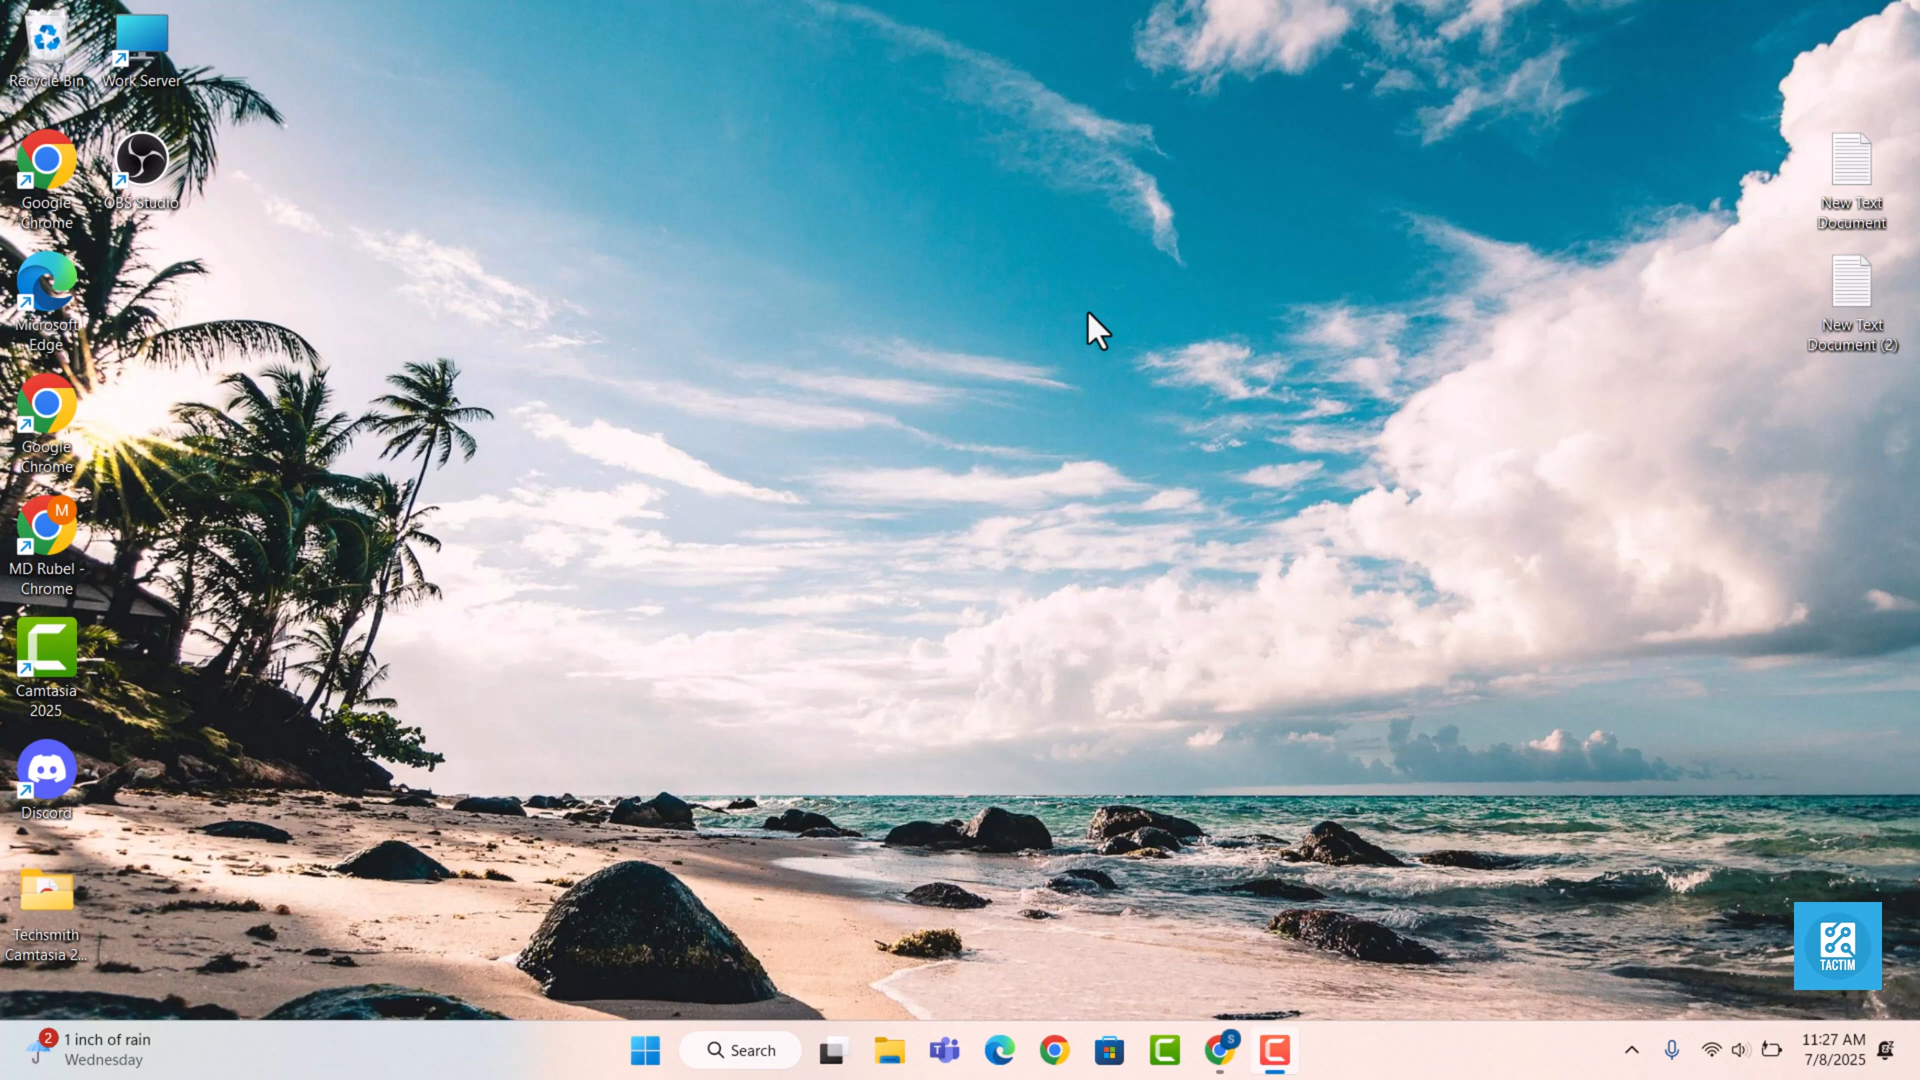 Recycle Bin
Work Server
Google
Chrome
OBS Studio
New Text
Document
Microsoft
Edge
New Text
Document (2)
Google
Chrome
M
MD Rubel -
Chrome
Camtasia
2025
Discord
Techsmith
Camtasia 2...
TACTIM
2
1 inch of rain
Wednesday
Search
T
S
11:27 AM
7/8/2025